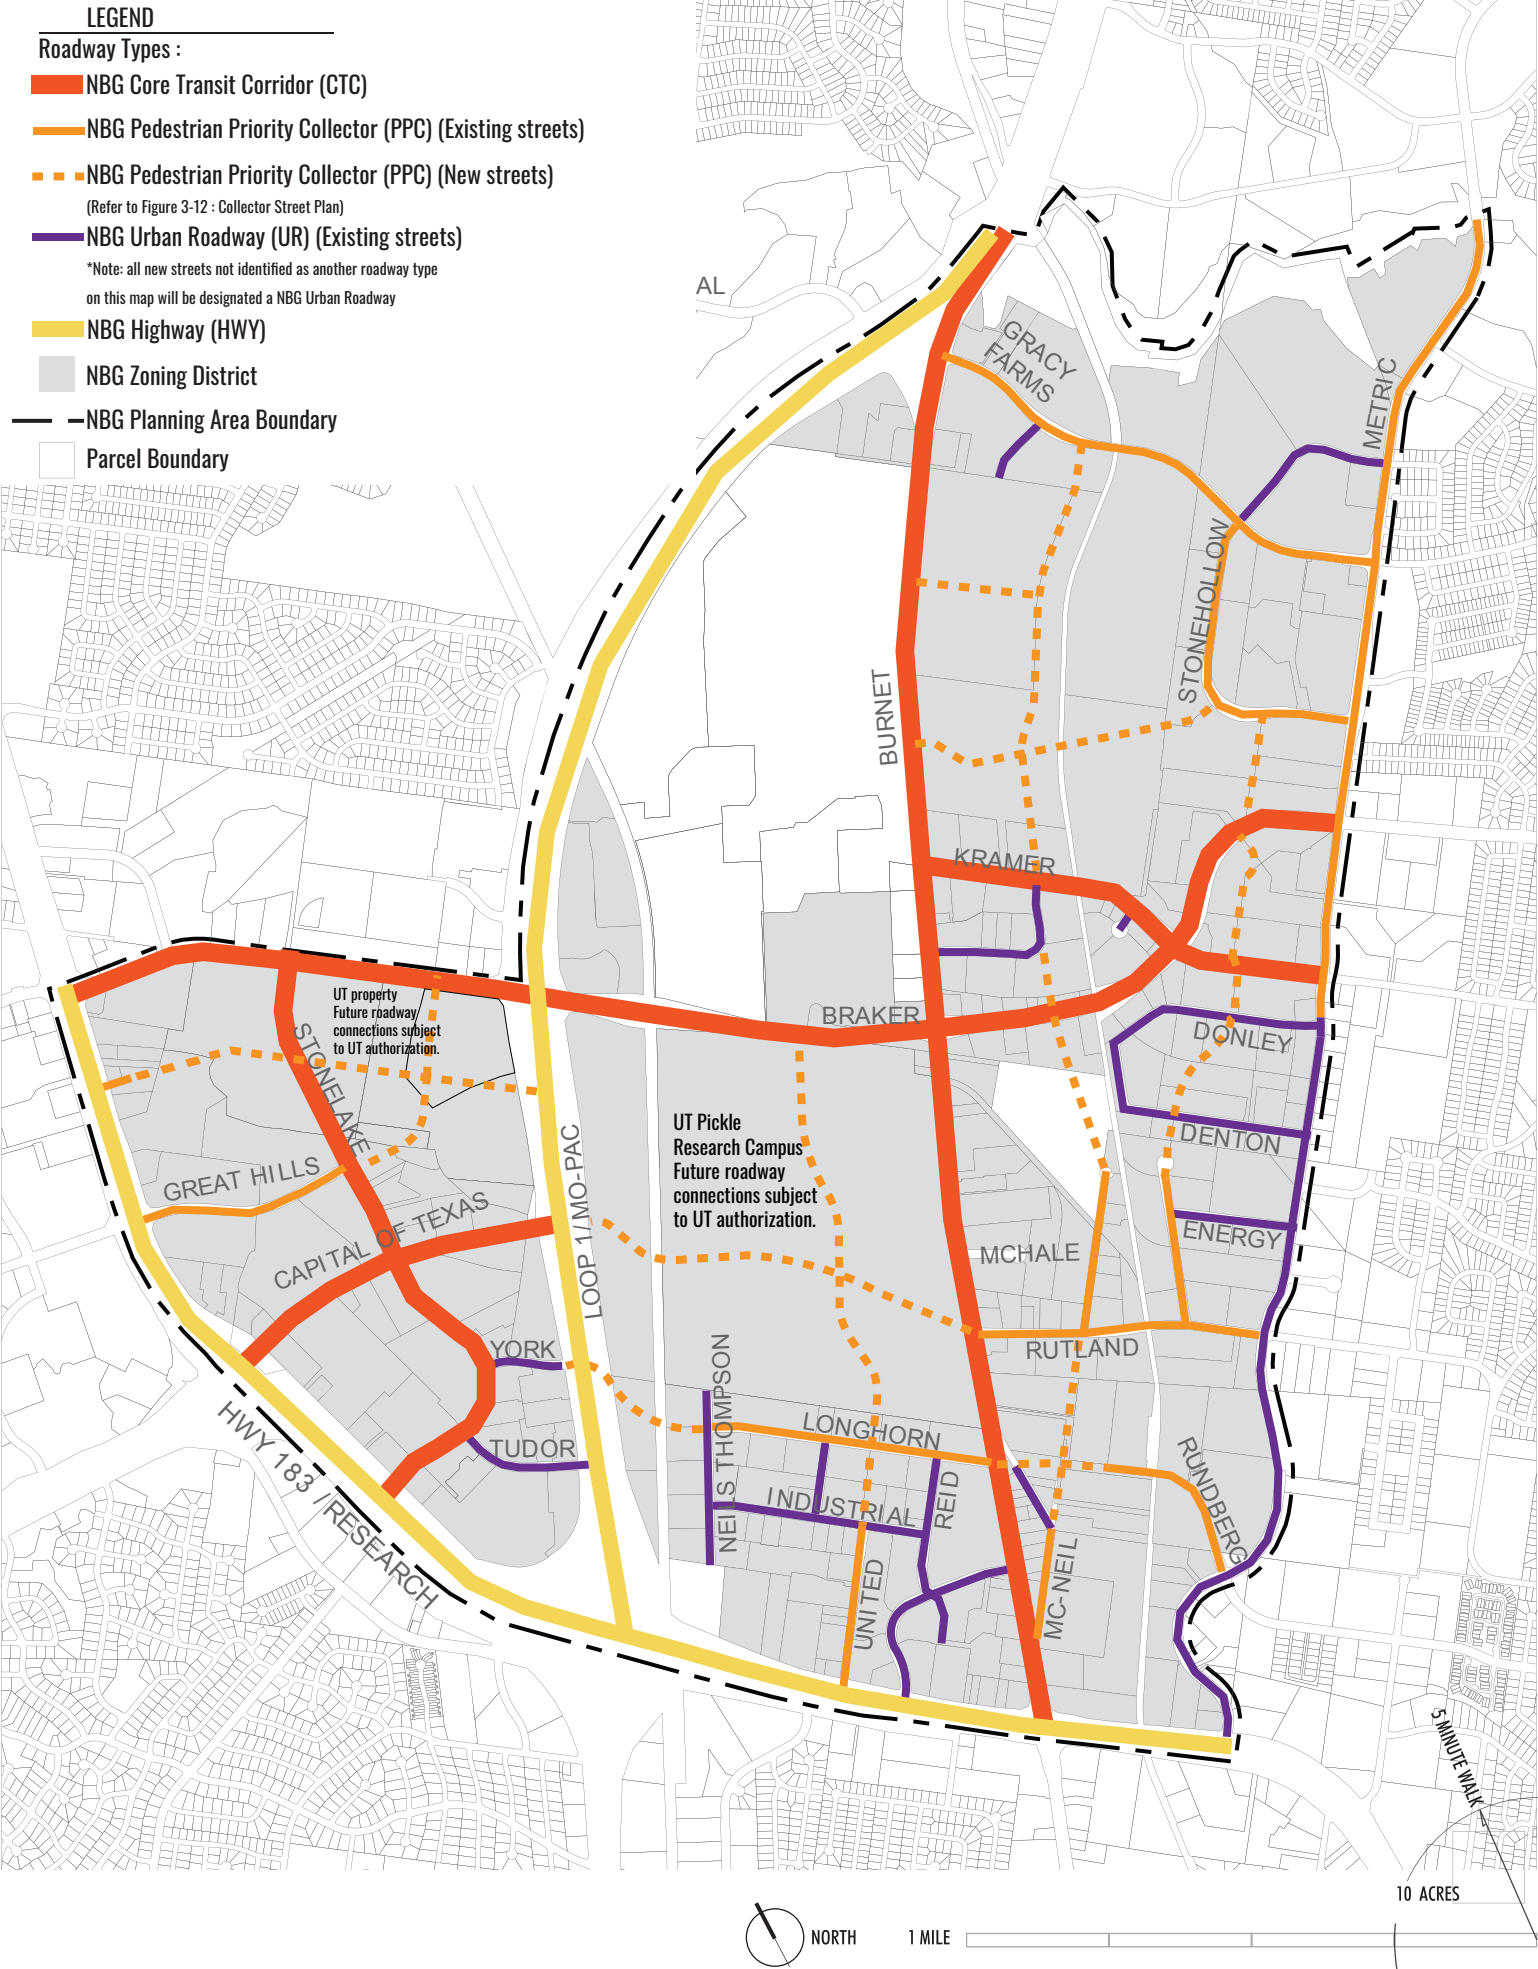 LEGEND
Roadway Types :
NBG Core Transit Corridor (CTC)
NBG Pedestrian Priority Collector (PPC) (Existing streets)
NBG Pedestrian Priority Collector (PPC) (New streets)
(Refer to Figure 3-12 : Collector Street Plan)
NBG Urban Roadway (UR) (Existing streets)
*Note: all new streets not identified as another roadway type
on this map will be designated a NBG Urban Roadway
NBG Highway (HWY)
NBG Zoning District
NBG Planning Area Boundary
Parcel Boundary
AL
GRACY
FARMS
METRIC
STONEHOLLOW
BURNET
KRAMER
BRAKER
UT property
Future roadway
connections subject
to UT authorization.
STONELAKE
DONLEY
UT Pickle
Research Campus
Future roadway
connections subject
to UT authorization.
DENTON
GREAT HILLS
CAPITAL OF TEXAS
LOOP 1 / MO-PAC
ENERGY
MCHALE
RUTLAND
YORK
NEILS THOMPSON
LONGHORN
TUDOR
HWY 183 /RESEARCH
INDUSTRIAL
REID
RUNDBERG
UNITED
MC-NEIL
5 MINUTE WALK
10 ACRES
NORTH
1 MILE